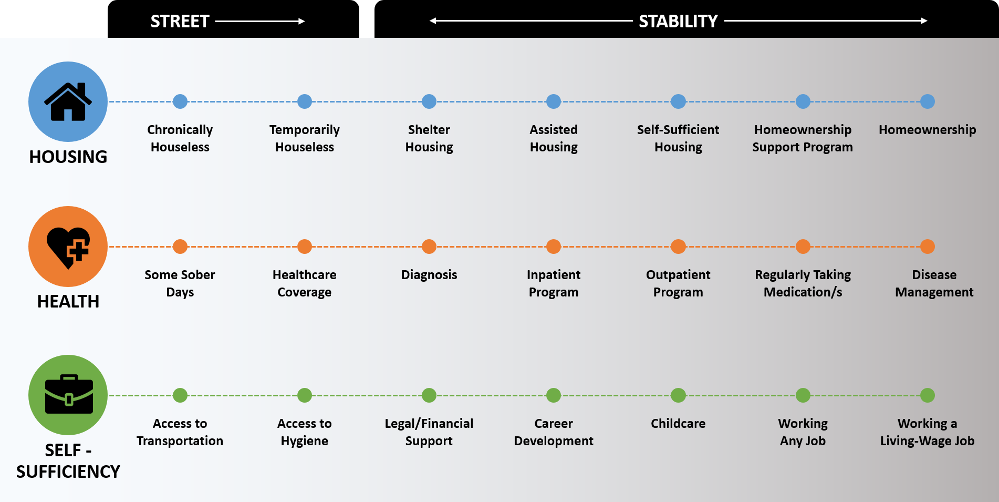 STREET
STABILITY
Chronically
Houseless
Temporarily
Houseless
Shelter
Housing
Assisted
Housing
Self-Sufficient
Housing
Homeownership
Support Program
Homeownership
HOUSING
Some Sober
Days
Healthcare
Coverage
Diagnosis
Inpatient
Program
Outpatient
Program
Regularly Taking
Medication/s
Disease
Management
HEALTH
Access to
Transportation
Access to
Hygiene
Legal/Financial
Support
Career
Development
Childcare
Working
Any Job
Working a
Living-Wage Job
SELF -
SUFFICIENCY